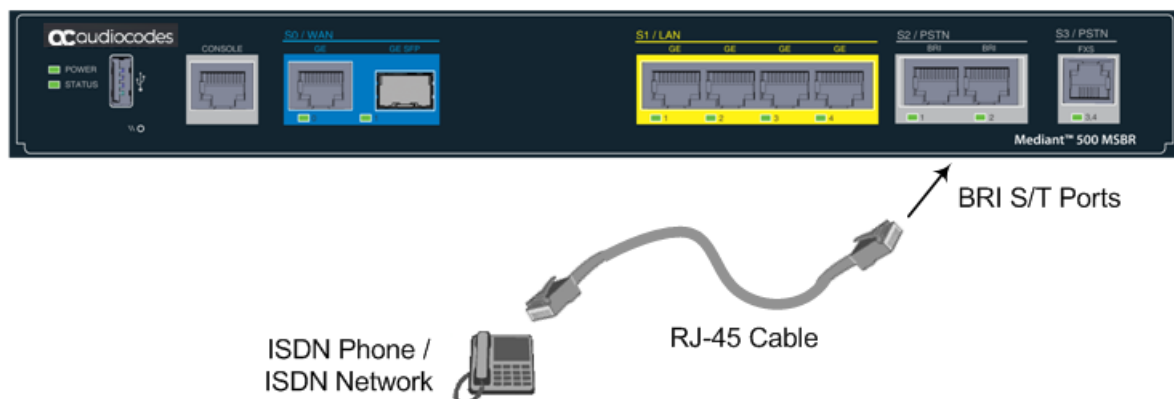 audiocodes
POWER
STATUS
CONSOLE
S0 / WAN
GE
GE SFP
S1 / LAN
GE
GE
GE
GE
1
2
3
4
S2 / PSTN
BRI
BRI
1
2
S3 / PSTN
FXS
3,4
Mediant™ 500 MSBR
BRI S/T Ports
RJ-45 Cable
ISDN Phone /
ISDN Network